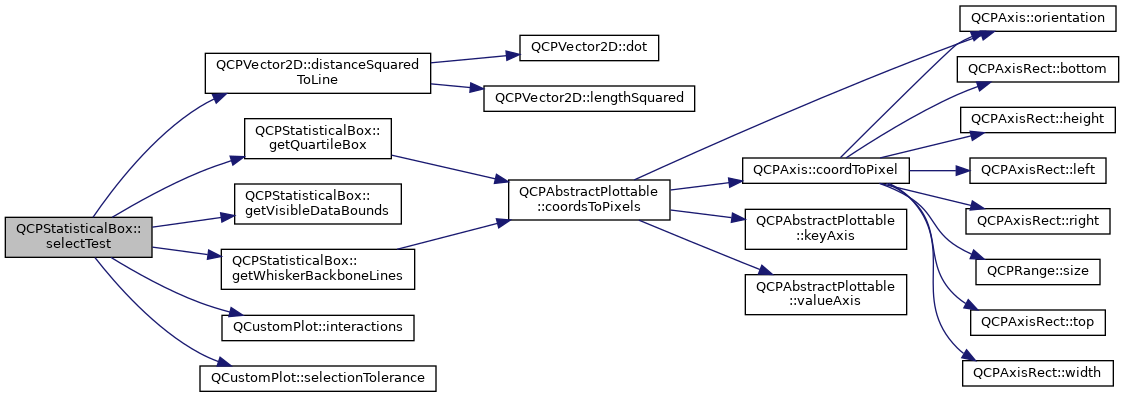 QCPStatisticalBox::
selectTest
QCPVector2D::distanceSquared
ToLine
QCPVector2D::dot
QCPVector2D::lengthSquared
QCPStatisticalBox::
getQuartileBox
QCPStatisticalBox::
getVisibleDataBounds
QCPStatisticalBox::
getWhiskerBackboneLines
QCustomPlot::interactions
QCustomPlot::selectionTolerance
QCPAbstractPlottable
::coordsToPixels
QCPAxis::coordToPixel
QCPAbstractPlottable
::keyAxis
QCPAbstractPlottable
::valueAxis
QCPAxis::orientation
QCPAxisRect::bottom
QCPAxisRect::height
QCPAxisRect::left
QCPAxisRect::right
QCPRange::size
QCPAxisRect::top
QCPAxisRect::width